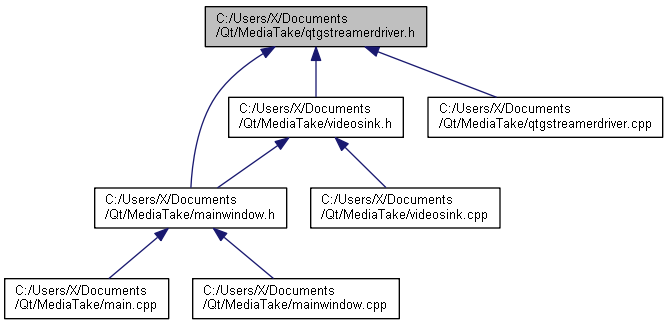 C:/Users/X/Documents
/Qt/MediaTake/qtgstreamerdriver.h
C:/Users/X/Documents
/Qt/MediaTake/videosink.h
C:/Users/X/Documents
/Qt/MediaTake/qtgstreamerdriver.cpp
C:/Users/X/Documents
/Qt/MediaTake/mainwindow.h
C:/Users/X/Documents
/Qt/MediaTake/videosink.cpp
C:/Users/X/Documents
/Qt/MediaTake/main.cpp
C:/Users/X/Documents
/Qt/MediaTake/mainwindow.cpp